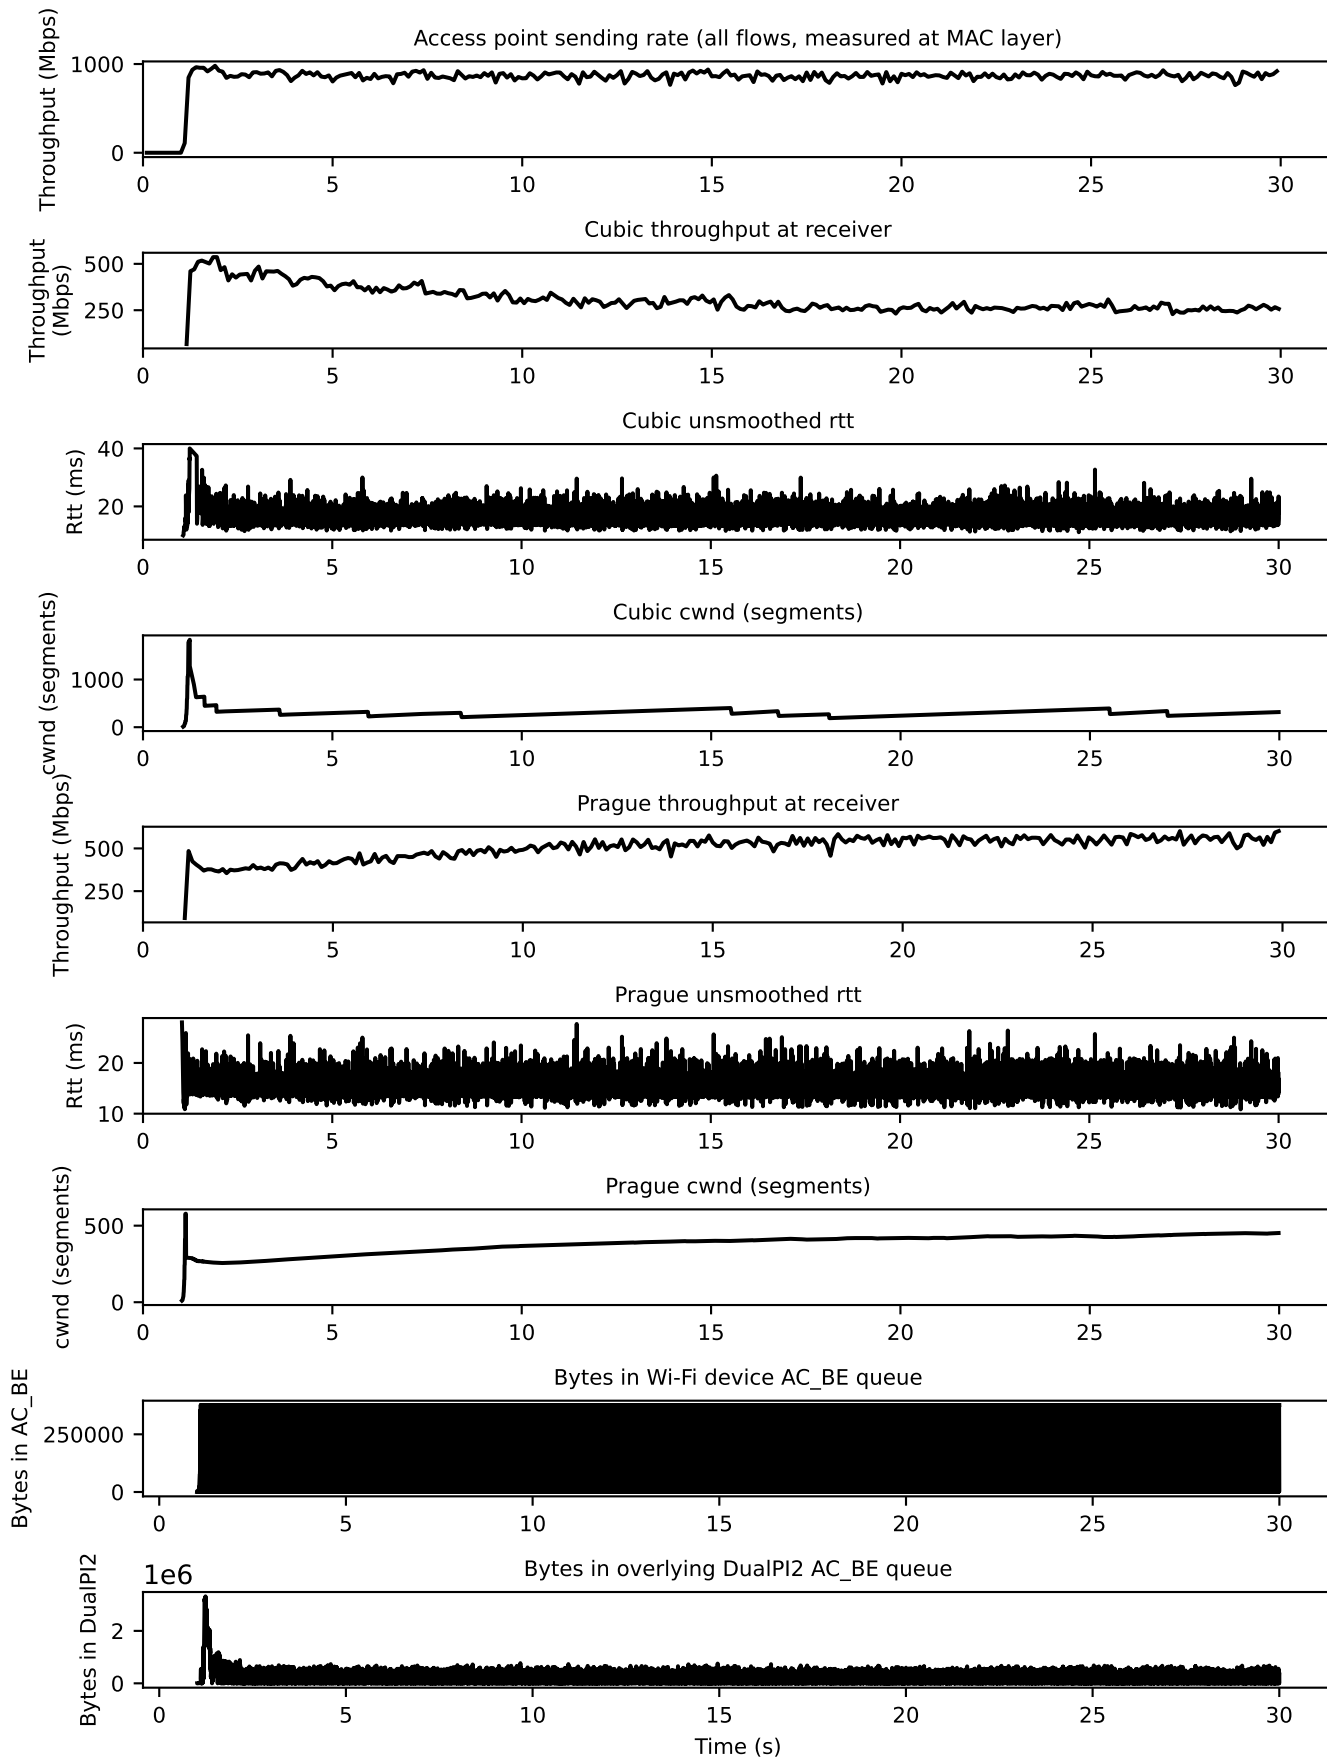 Access point sending rate (all flows, measured at MAC layer)
Throughput (Mbps)
1000
0
0 5 10 15 20 25 30
Cubic throughput at receiver
Throughput
(Mbps)
500
250
0 5 10 15 20 25 30
Cubic unsmoothed rtt
Rtt (ms)
40
20
0 5 10 15 20 25 30
Cubic cwnd (segments)
cwnd (segments)
1000
0
0 5 10 15 20 25 30
Prague throughput at receiver
Throughput (Mbps)
500
250
0 5 10 15 20 25 30
Prague unsmoothed rtt
Rtt (ms)
20
10
0 5 10 15 20 25 30
Prague cwnd (segments)
cwnd (segments)
500
0
0 5 10 15 20 25 30
Bytes in Wi-Fi device AC_BE queue
Bytes in AC_BE
250000
0
0 5 10 15 20 25 30
Bytes in overlying DualPI2 AC_BE queue
1e6
Bytes in DualPI2
2
0
0 5 10 15 20 25 30
Time (s)